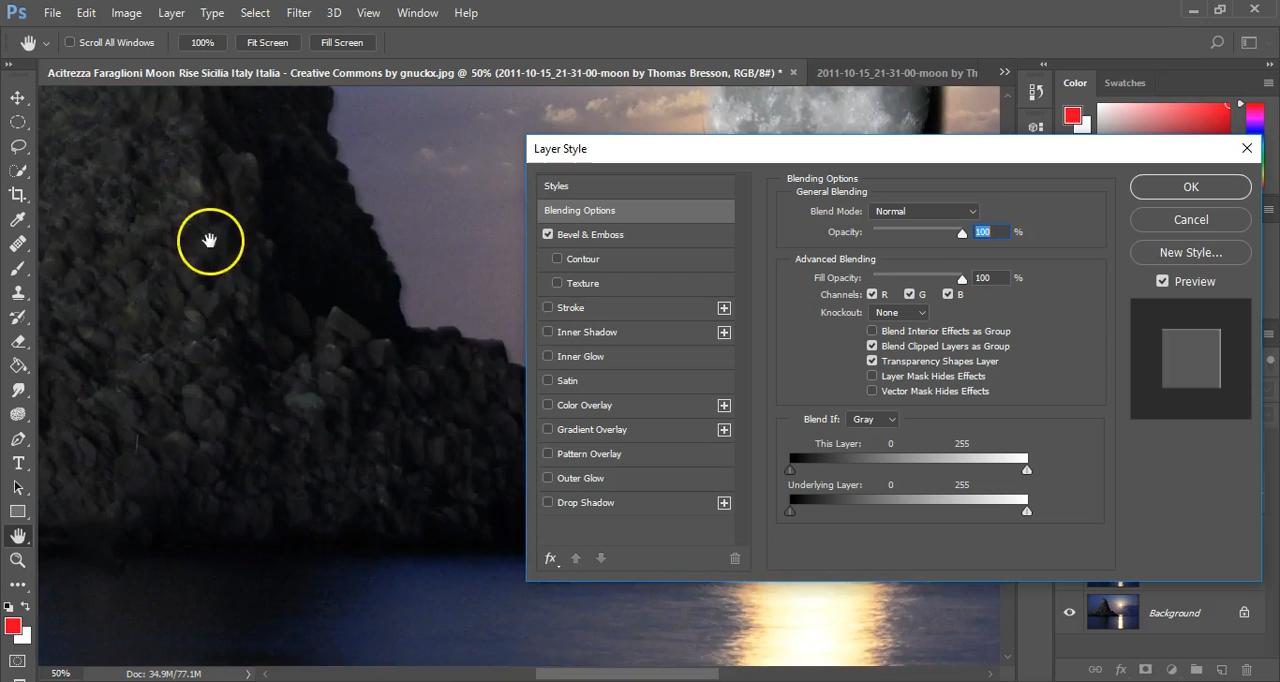 Ps File Edit Image Layer Type Select Filter 3D View Window Help
Scroll All Windows 100% Fit Screen Fill Screen
Acitrezza Faraglioni Moon Rise Sicilia Italy Italia - Creative Commons by gnuckx.jpg @ 50% (2011-10-15_21-31-00-moon by Thomas Bresson, RGB/8#) * × 2011-10-15_21-31-00-moon by Th
Color Swatches
Layer Style
Styles
Blending Options
Bevel & Emboss
Contour
Texture
Stroke
Inner Shadow
Inner Glow
Satin
Color Overlay
Gradient Overlay
Pattern Overlay
Outer Glow
Drop Shadow
fx
Blending Options
General Blending
Blend Mode: Normal
Opacity: 100 %
Advanced Blending
Fill Opacity: 100 %
Channels: R G B
Knockout: None
Blend Interior Effects as Group
Blend Clipped Layers as Group
Transparency Shapes Layer
Layer Mask Hides Effects
Vector Mask Hides Effects
Blend If: Gray
This Layer: 0 255
Underlying Layer: 0 255
OK
Cancel
New Style...
Preview
Background
50% Doc: 34.9M/77.1M
fx